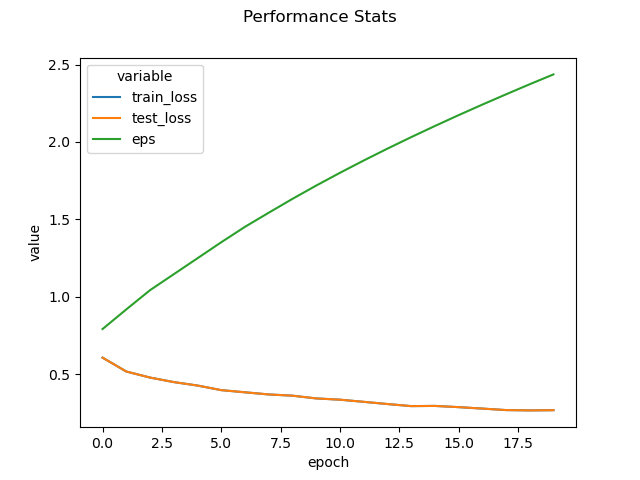 Performance Stats
2.5
2.0
1.5
1.0
0.5
value
variable
train_loss
test_loss
eps
0.0 2.5 5.0 7.5 10.0 12.5 15.0 17.5
epoch